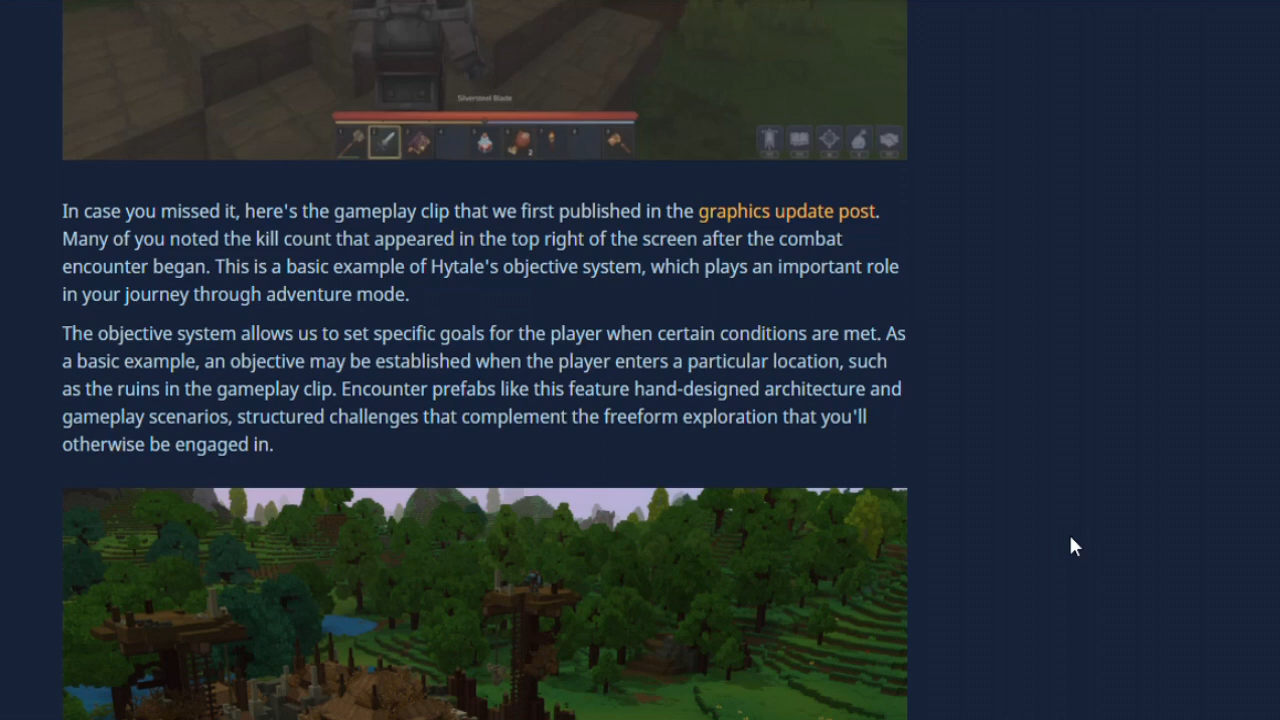 Silversteel Blade
In case you missed it, here's the gameplay clip that we first published in the graphics update post.
Many of you noted the kill count that appeared in the top right of the screen after the combat
encounter began. This is a basic example of Hytale's objective system, which plays an important role
in your journey through adventure mode.
The objective system allows us to set specific goals for the player when certain conditions are met. As
a basic example, an objective may be established when the player enters a particular location, such
as the ruins in the gameplay clip. Encounter prefabs like this feature hand-designed architecture and
gameplay scenarios, structured challenges that complement the freeform exploration that you'll
otherwise be engaged in.